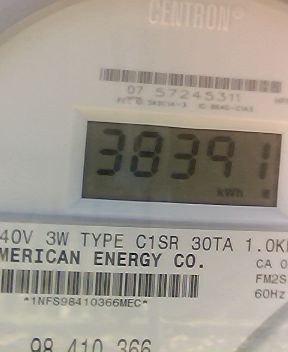 CENTRON®
07 57245311
38391
kWh
40V 3W TYPE C1SR 30TA 1.0K
MERICAN ENERGY CO.
CA 0
FM2S
60Hz
*1NFS98410366MEC*
98 410 366